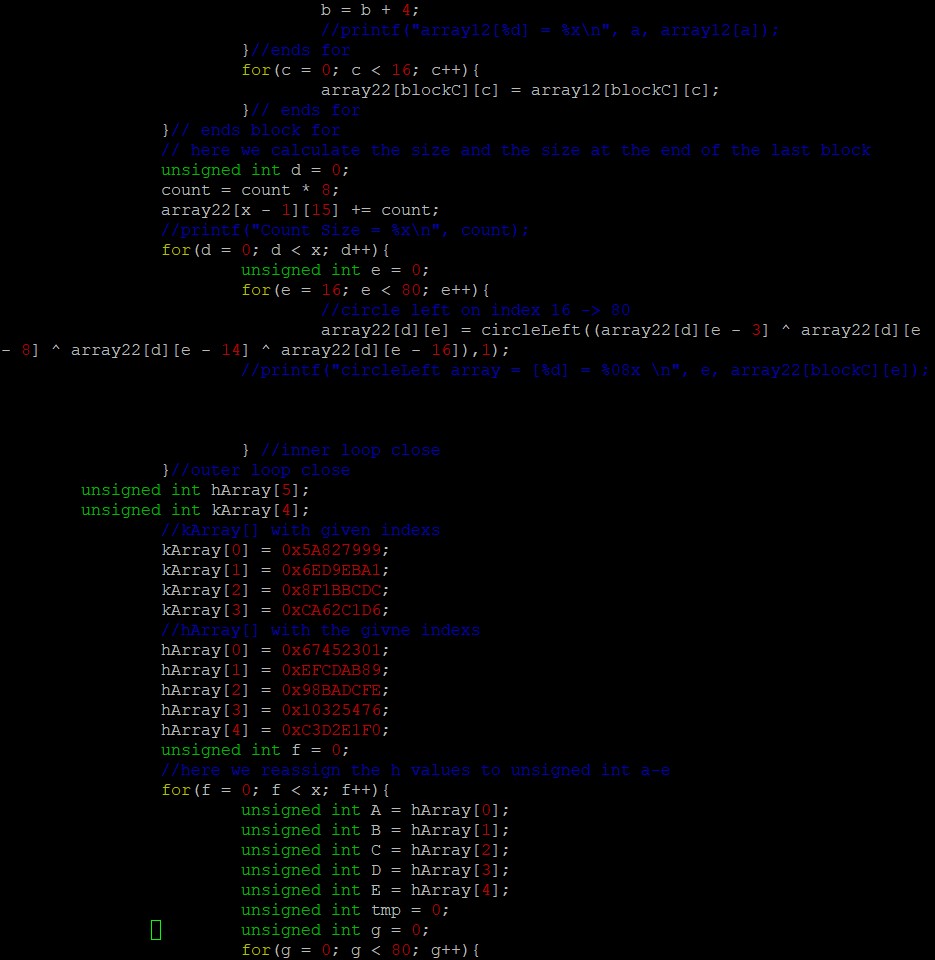 b = b + 4;
//printf("array12[%d] = %x\n", a, array12[a]);
}//ends for
for(c = 0; c < 16; c++){
array22[blockC][c] = array12[blockC][c];
}// ends for
}// ends block for
// here we calculate the size and the size at the end of the last block
unsigned int d = 0;
count = count * 8;
array22[x - 1][15] += count;
//printf("Count Size = %x\n", count);
for(d = 0; d < x; d++){
unsigned int e = 0;
for(e = 16; e < 80; e++){
//circle left on index 16 -> 80
array22[d][e] = circleLeft((array22[d][e - 3] ^ array22[d][e
- 8] ^ array22[d][e - 14] ^ array22[d][e - 16]),1);
//printf("circleLeft array = [%d] = %08x \n", e, array22[blockC][e]);
} //inner loop close
}//outer loop close
unsigned int hArray[5];
unsigned int kArray[4];
//kArray[] with given indexs
kArray[0] = 0x5A827999;
kArray[1] = 0x6ED9EBA1;
kArray[2] = 0x8F1BBCDC;
kArray[3] = 0xCA62C1D6;
//hArray[] with the givne indexs
hArray[0] = 0x67452301;
hArray[1] = 0xEFCDAB89;
hArray[2] = 0x98BADCFE;
hArray[3] = 0x10325476;
hArray[4] = 0xC3D2E1F0;
unsigned int f = 0;
//here we reassign the h values to unsigned int a-e
for(f = 0; f < x; f++){
unsigned int A = hArray[0];
unsigned int B = hArray[1];
unsigned int C = hArray[2];
unsigned int D = hArray[3];
unsigned int E = hArray[4];
unsigned int tmp = 0;
unsigned int g = 0;
for(g = 0; g < 80; g++){